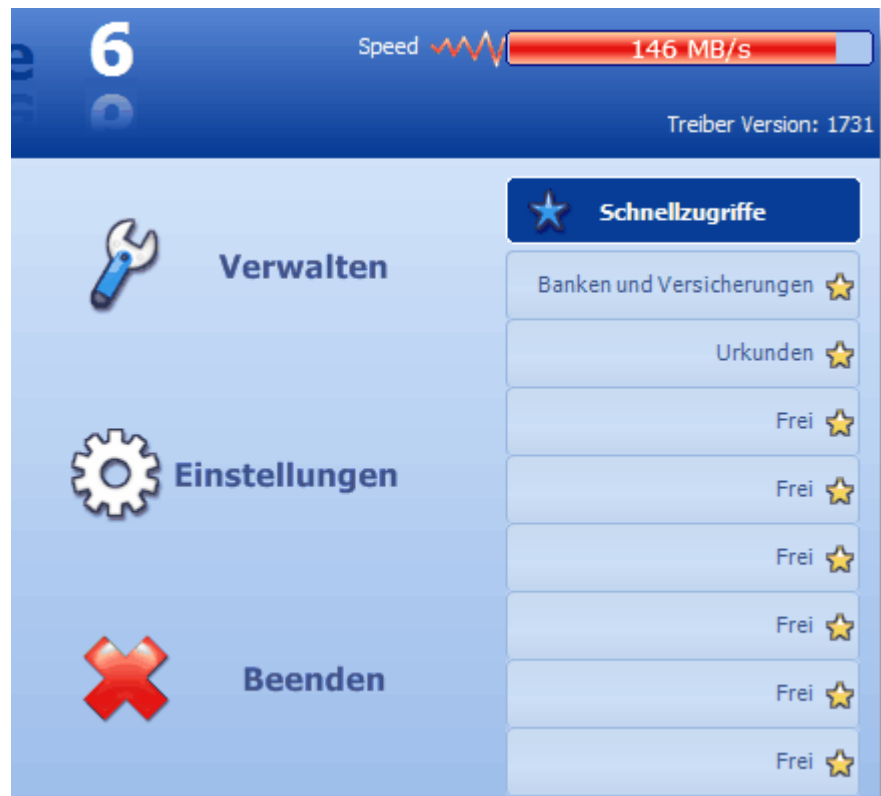 e 6
Speed 146 MB/s
Treiber Version: 1731
Schnellzugriffe
Verwalten
Banken und Versicherungen
Urkunden
Frei
Einstellungen
Frei
Frei
Frei
Beenden
Frei
Frei